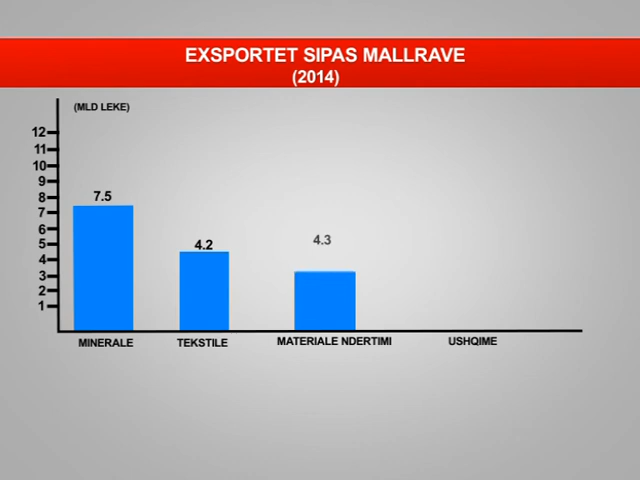 EXSPORTET SIPAS MALLRAVE
(2014)
(MLD LEKE)
12
11
10
9
8
7
6
5
4
3
2
1
7.5
4.2
4.3
MINERALE
TEKSTILE
MATERIALE NDERTIMI
USHQIME